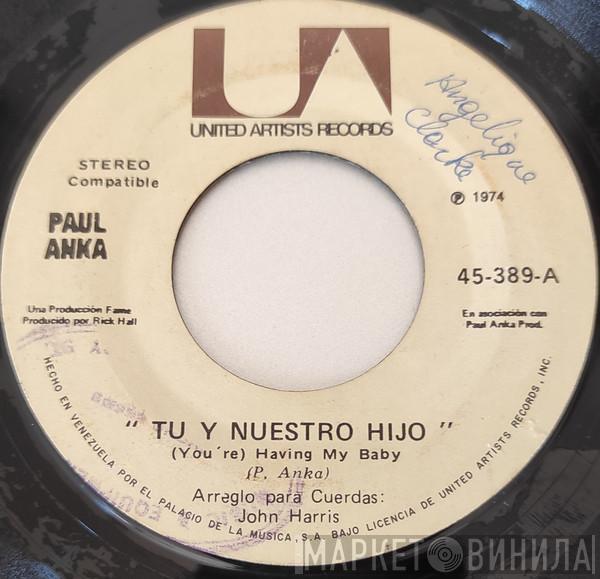 UA
UNITED ARTISTS RECORDS
Angelique
Clarke
STEREO
Compatible
℗ 1974
PAUL
ANKA
45-389-A
Una Producción Fame
Producido por Rick Hall
En asociación con
Paul Anka Prod.
" TU Y NUESTRO HIJO "
(You're) Having My Baby
(P. Anka)
Arreglo para Cuerdas:
John Harris
HECHO EN VENEZUELA POR EL PALACIO DE LA MUSICA, S.A. BAJO LICENCIA DE UNITED ARTISTS RECORDS, INC.
МАРКЕТ ВИНИЛА